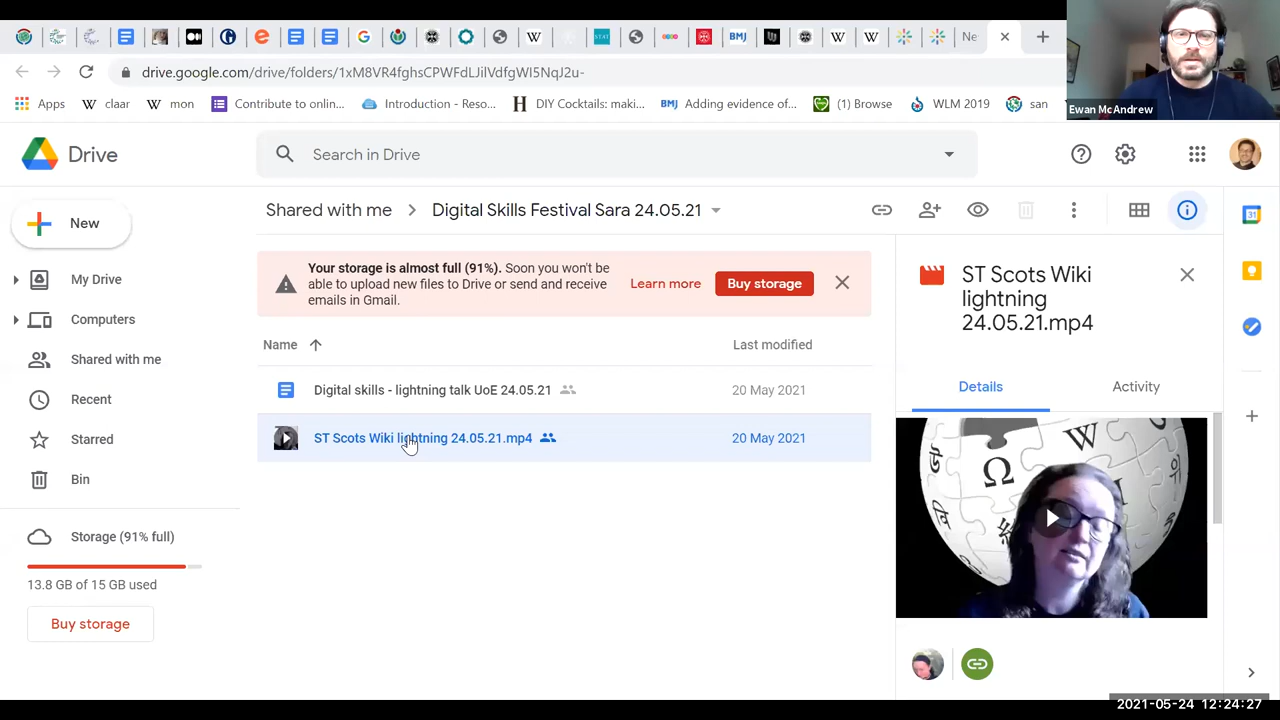 Ne
drive.google.com/drive/folders/1xM8VR4fghsCPWFdLJiIVdfgWI5NqJ2u-
Apps
claar
mon
Contribute to onlin...
Introduction - Reso...
DIY Cocktails: maki...
BMJ
Adding evidence of...
(1) Browse
WLM 2019
san
Ewan McAndrew
Drive
Search in Drive
New
Shared with me
Digital Skills Festival Sara 24.05.21
My Drive
Computers
Shared with me
Recent
Starred
Bin
Storage (91% full)
13.8 GB of 15 GB used
Buy storage
Your storage is almost full (91%). Soon you won't be
able to upload new files to Drive or send and receive
emails in Gmail.
Learn more
Buy storage
Name
Last modified
Digital skills - lightning talk UoE 24.05.21
20 May 2021
ST Scots Wiki lightning 24.05.21.mp4
20 May 2021
ST Scots Wiki
lightning
24.05.21.mp4
Details
Activity
W
Ω
И
I
31
2021-05-24 12:24:27